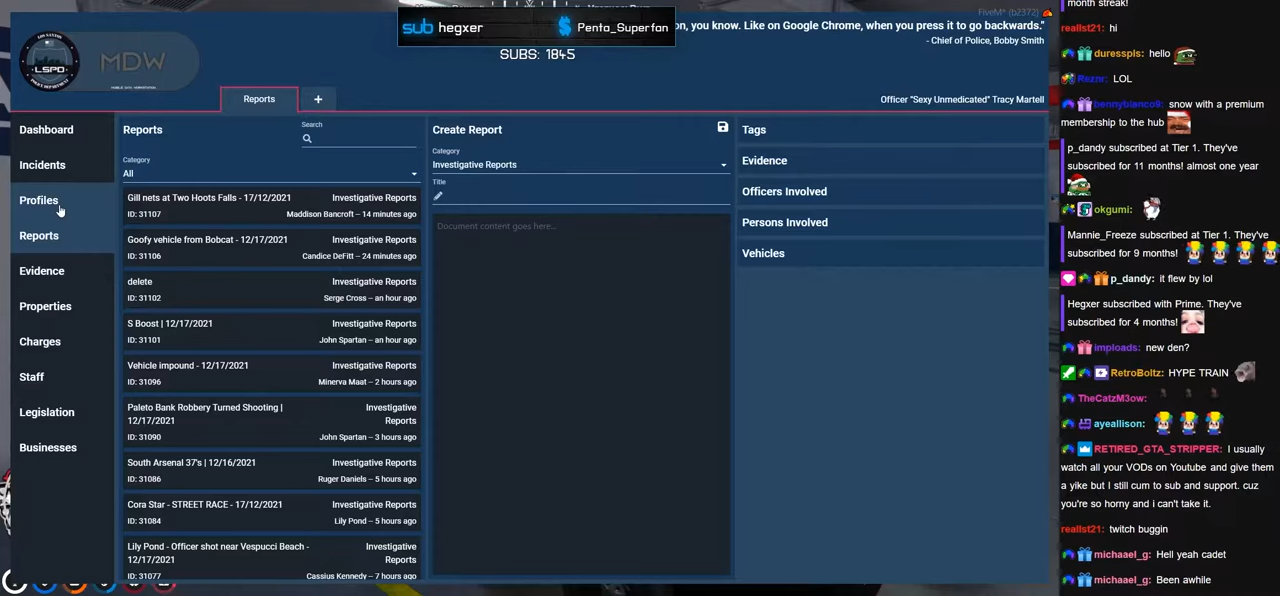 FiveM* (b2372)
sub hegxer
Penta_Superfan
on, you know. Like on Google Chrome, when you press it to go backwards."
- Chief of Police, Bobby Smith
SUBS: 1845
LOS SANTOS
LSPD
POLICE DEPARTMENT
MDW
MOBILE DATA WORKSTATION
Reports
+
Officer "Sexy Unmedicated" Tracy Martell
Dashboard
Incidents
Profiles
Reports
Evidence
Properties
Charges
Staff
Legislation
Businesses
Reports
Search
Category
All
Gill nets at Two Hoots Falls - 17/12/2021
Investigative Reports
ID: 31107
Maddison Bancroft – 14 minutes ago
Goofy vehicle from Bobcat - 12/17/2021
Investigative Reports
ID: 31106
Candice DeFitt – 24 minutes ago
delete
Investigative Reports
ID: 31102
Serge Cross – an hour ago
S Boost | 12/17/2021
Investigative Reports
ID: 31101
John Spartan – an hour ago
Vehicle impound - 12/17/2021
Investigative Reports
ID: 31096
Minerva Maat – 2 hours ago
Paleto Bank Robbery Turned Shooting |
12/17/2021
Investigative
Reports
ID: 31090
John Spartan – 3 hours ago
South Arsenal 37's | 12/16/2021
Investigative Reports
ID: 31086
Ruger Daniels – 5 hours ago
Cora Star - STREET RACE - 17/12/2021
Investigative Reports
ID: 31084
Lily Pond – 5 hours ago
Lily Pond - Officer shot near Vespucci Beach -
12/17/2021
Investigative
Reports
ID: 31077
Cassius Kennedy – 7 hours ago
Create Report
Category
Investigative Reports
Title
Document content goes here...
Tags
Evidence
Officers Involved
Persons Involved
Vehicles
month streak!
realist21: hi
duresspls: hello
Reznr: LOL
bennyblanco9: snow with a premium
membership to the hub
p_dandy subscribed at Tier 1. They've
subscribed for 11 months! almost one year
okgumi:
Mannie_Freeze subscribed at Tier 1. They've
subscribed for 9 months!
p_dandy: it flew by lol
Hegxer subscribed with Prime. They've
subscribed for 4 months!
imploads: new den?
RetroBoltz: HYPE TRAIN
TheCatzM3ow:
ayeallison:
RETIRED_GTA_STRIPPER: I usually
watch all your VODs on Youtube and give them
a yike but I still cum to sub and support. cuz
you're so horny and i can't take it.
realist21: twitch buggin
michaael_g: Hell yeah cadet
michaael_g: Been awhile